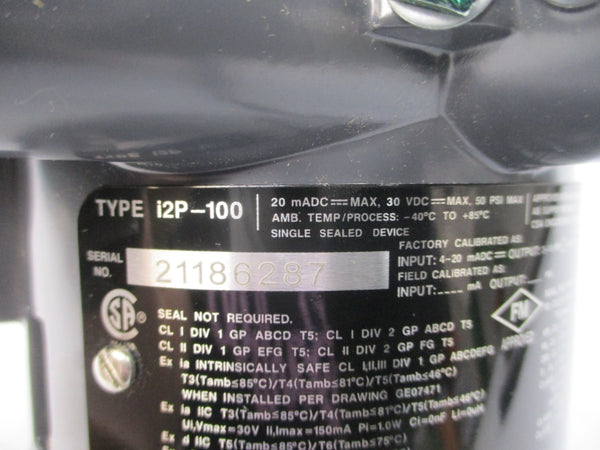 TYPE i2P-100
20 mADC⎓MAX, 30 VDC⎓MAX, 50 PSI MAX
AMB. TEMP/PROCESS: -40°C TO +85°C
SINGLE SEALED DEVICE
SERIAL NO. 21186287
FACTORY CALIBRATED AS:
INPUT: 4-20 mADC⎓
FIELD CALIBRATED AS:
INPUT:____ mA OUTPUT:
SA
FM
APPROVED
SEAL NOT REQUIRED.
CL I DIV 1 GP ABCD T5; CL I DIV 2 GP ABCD T5
CL II DIV 1 GP EFG T5; CL II DIV 2 GP FG T5
Ex ia INTRINSICALLY SAFE CL I,II,III DIV 1 GP ABCDEFG
T3(Tamb≤85°C)/T4(Tamb≤81°C)/T5(Tamb≤46°C)
WHEN INSTALLED PER DRAWING GE07471
Ex ia IIC T3(Tamb≤85°C)/T4(Tamb≤81°C)/T5(Tamb≤46°C)
Ui,Vmax=30V Ii,Imax=150mA Pi=1.0W Ci=0nF Li=0uH
Ex d IIC T5(Tamb≤85°C)/T6(Tamb≤75°C)